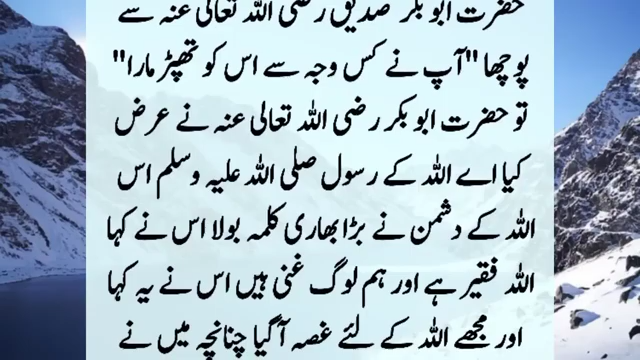 حضرت ابو بکر صدیق رضی اللہ تعالی عنہ سے
پوچھا "آپ نے کس وجہ سے اس کو تھپڑ مارا"
تو حضرت ابو بکر رضی اللہ تعالی عنہ نے عرض
کیا اے اللہ کے رسول صلی اللہ علیہ وسلم اس
اللہ کے دشمن نے بڑا بھاری کلمہ بولا اس نے کہا
اللہ فقیر ہے اور ہم لوگ غنی ہیں اس نے یہ کہا
اور مجھے اللہ کے لئے غصہ آگیا چنانچہ میں نے